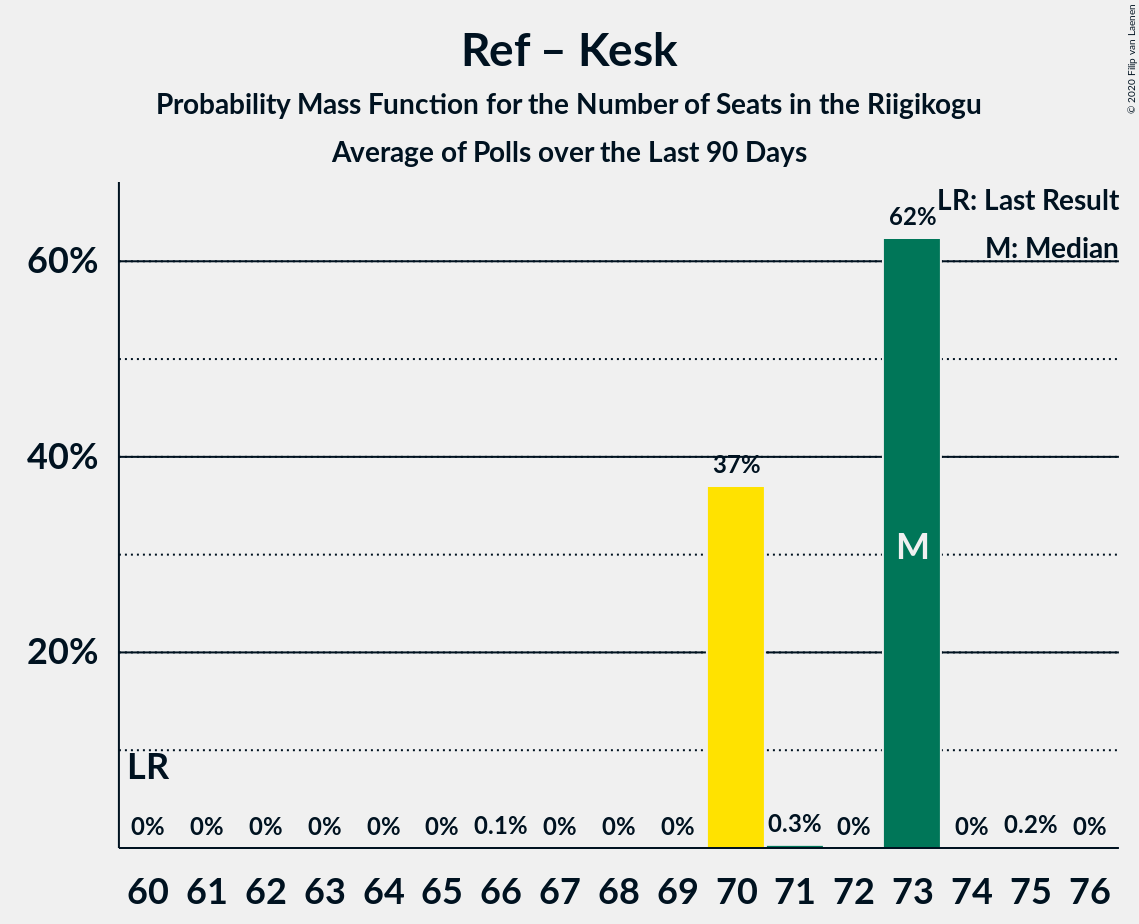 Ref – Kesk
Probability Mass Function for the Number of Seats in the Riigikogu
Average of Polls over the Last 90 Days
© 2020 Filip van Laenen
LR: Last Result
M: Median
60%
40%
20%
62%
37%
M
LR
0% 0% 0% 0% 0% 0% 0.1% 0% 0% 0% 0.3% 0% 0% 0.2% 0%
60 61 62 63 64 65 66 67 68 69 70 71 72 73 74 75 76